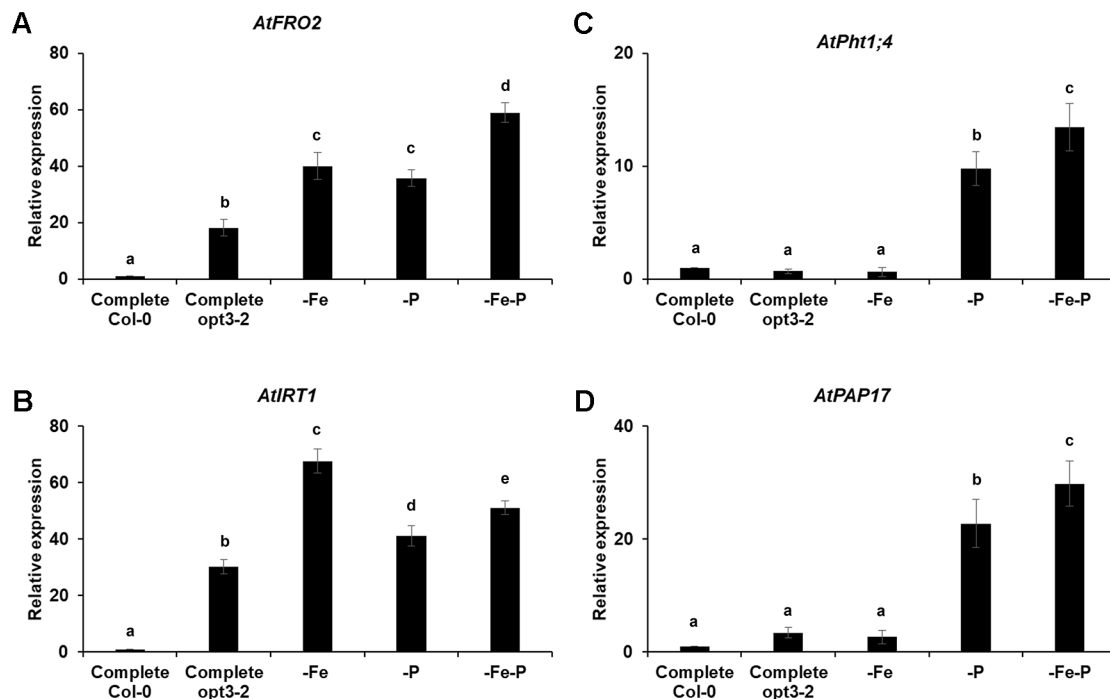 A
AtFRO2
Relative expression
80
60
40
20
0
a
b
c
c
d
Complete
Col-0
Complete
opt3-2
-Fe
-P
-Fe-P
C
AtPht1;4
Relative expression
20
10
0
a
a
a
b
c
Complete
Col-0
Complete
opt3-2
-Fe
-P
-Fe-P
B
AtIRT1
Relative expression
80
60
40
20
0
a
b
c
d
e
Complete
Col-0
Complete
opt3-2
-Fe
-P
-Fe-P
D
AtPAP17
Relative expression
40
20
0
a
a
a
b
c
Complete
Col-0
Complete
opt3-2
-Fe
-P
-Fe-P